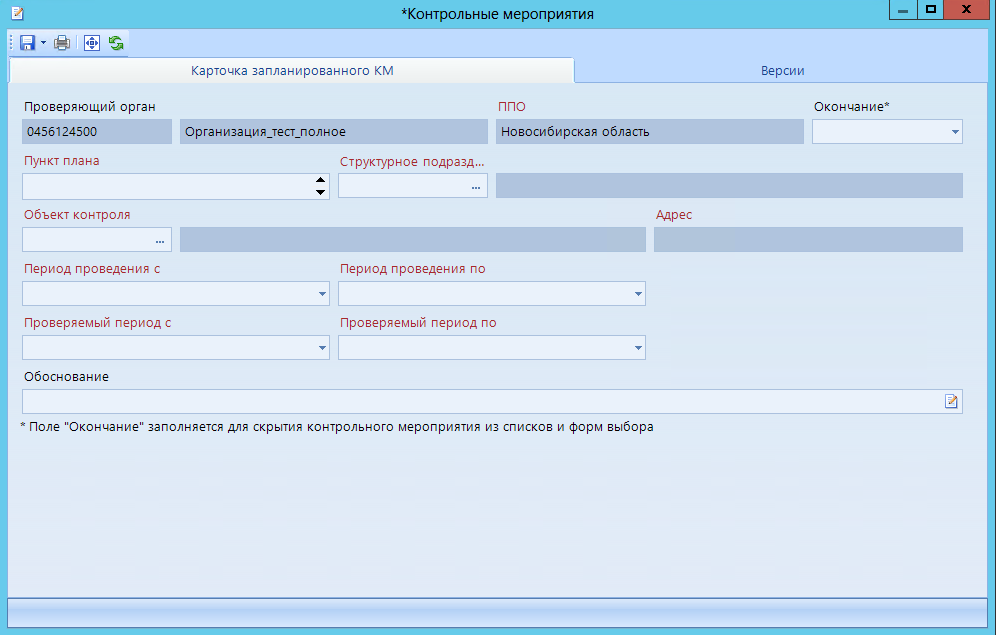 *Контрольные мероприятия
Карточка запланированного КМ
Версии
Проверяющий орган
ППО
Окончание*
0456124500
Организация_тест_полное
Новосибирская область
Пункт плана
Структурное подразд...
...
Объект контроля
Адрес
...
Период проведения с
Период проведения по
Проверяемый период с
Проверяемый период по
Обоснование
* Поле "Окончание" заполняется для скрытия контрольного мероприятия из списков и форм выбора